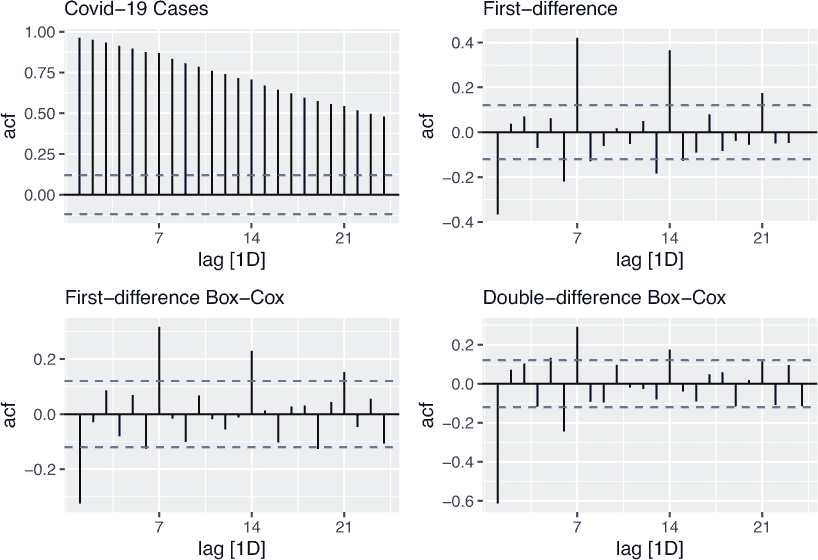 Covid−19 Cases
1.00
0.75
0.50
0.25
0.00
acf
7
14
21
lag [1D]
First−difference
0.4
0.2
0.0
−0.2
−0.4
acf
7
14
21
lag [1D]
First−difference Box−Cox
0.2
0.0
−0.2
acf
7
14
21
lag [1D]
Double−difference Box−Cox
0.2
0.0
−0.2
−0.4
−0.6
acf
7
14
21
lag [1D]